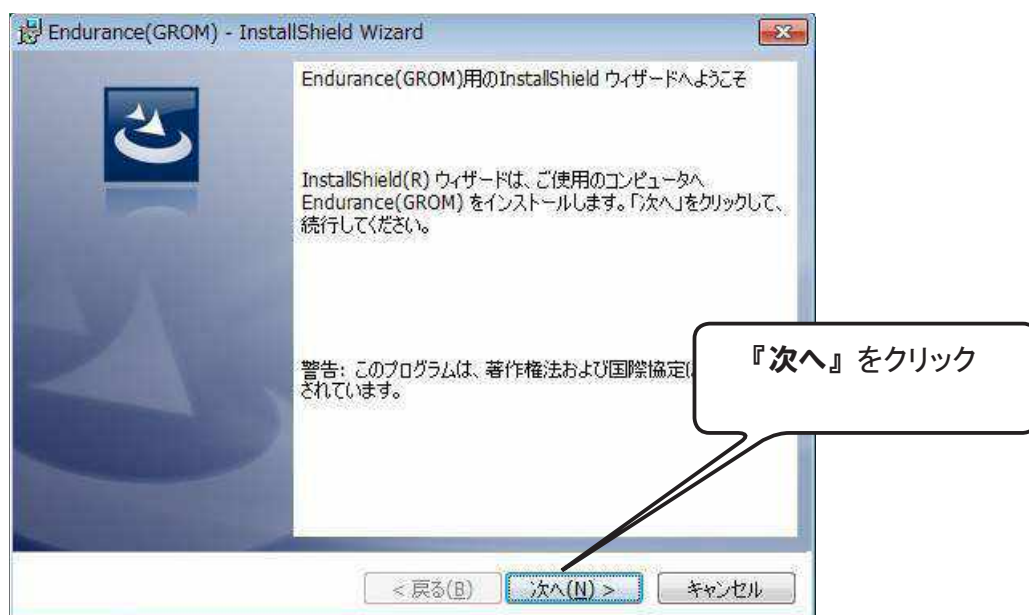 Endurance(GROM) - InstallShield Wizard
Endurance(GROM)用のInstallShield ウィザードへようこそ
InstallShield(R) ウィザードは、ご使用のコンピュータへ
Endurance(GROM) をインストールします。「次へ」をクリックして、
続行してください。
警告: このプログラムは、著作権法および国際協定
されています。
『次へ』をクリック
< 戻る(B)
次へ(N) >
キャンセル